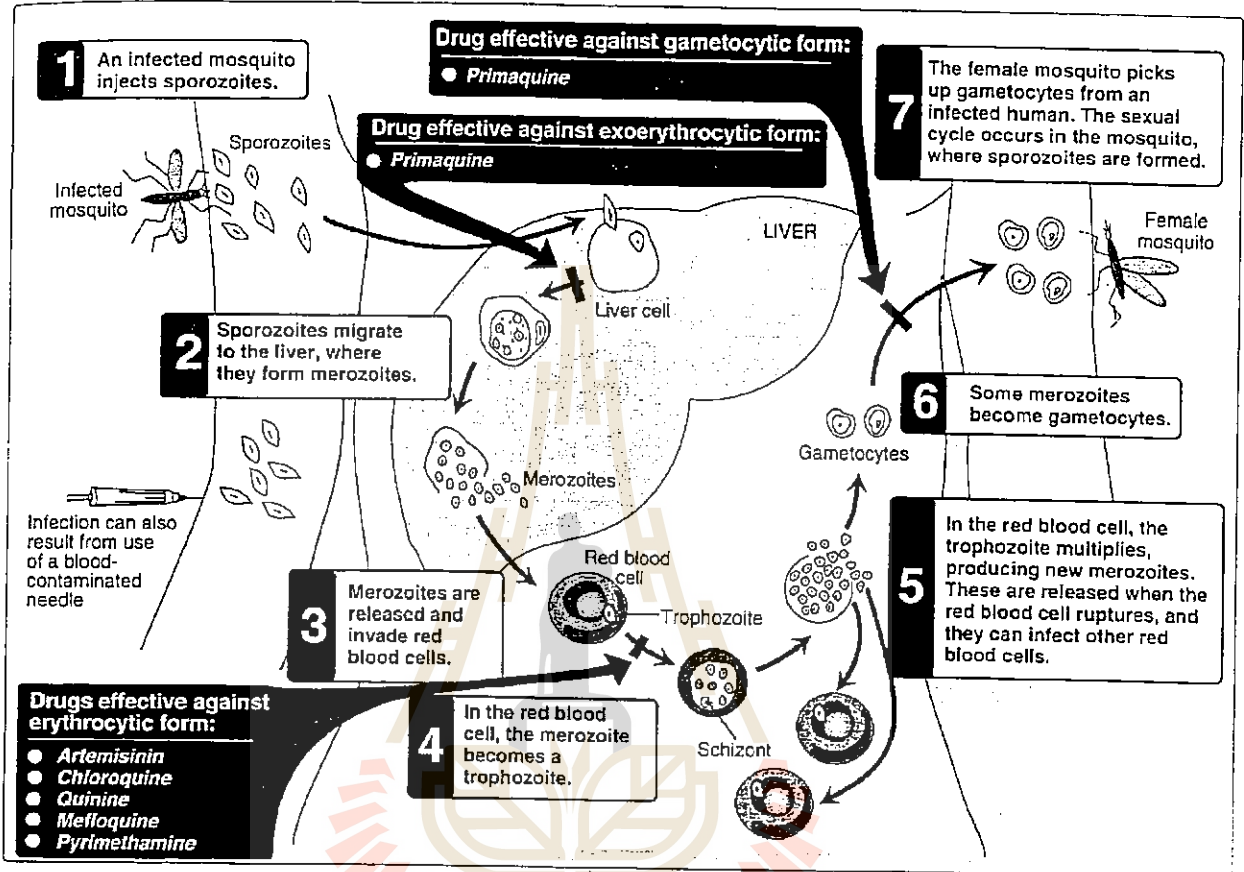 1
An infected mosquito
injects sporozoites.
Drug effective against gametocytic form:
● Primaquine
7
The female mosquito picks
up gametocytes from an
infected human. The sexual
cycle occurs in the mosquito,
where sporozoites are formed.
Drug effective against exoerythrocytic form:
● Primaquine
Sporozoites
Infected
mosquito
LIVER
Female
mosquito
Liver cell
2
Sporozoites migrate
to the liver, where
they form merozoites.
6
Some merozoites
become gametocytes.
Gametocytes
Merozoites
Infection can also
result from use
of a blood-
contaminated
needle
Red blood
cell
Trophozoite
5
In the red blood cell, the
trophozoite multiplies,
producing new merozoites.
These are released when the
red blood cell ruptures, and
they can infect other red
blood cells.
3
Merozoites are
released and
invade red
blood cells.
Schizont
4
In the red blood
cell, the merozoite
becomes a
trophozoite.
Drugs effective against
erythrocytic form:
● Artemisinin
● Chloroquine
● Quinine
● Mefloquine
● Pyrimethamine